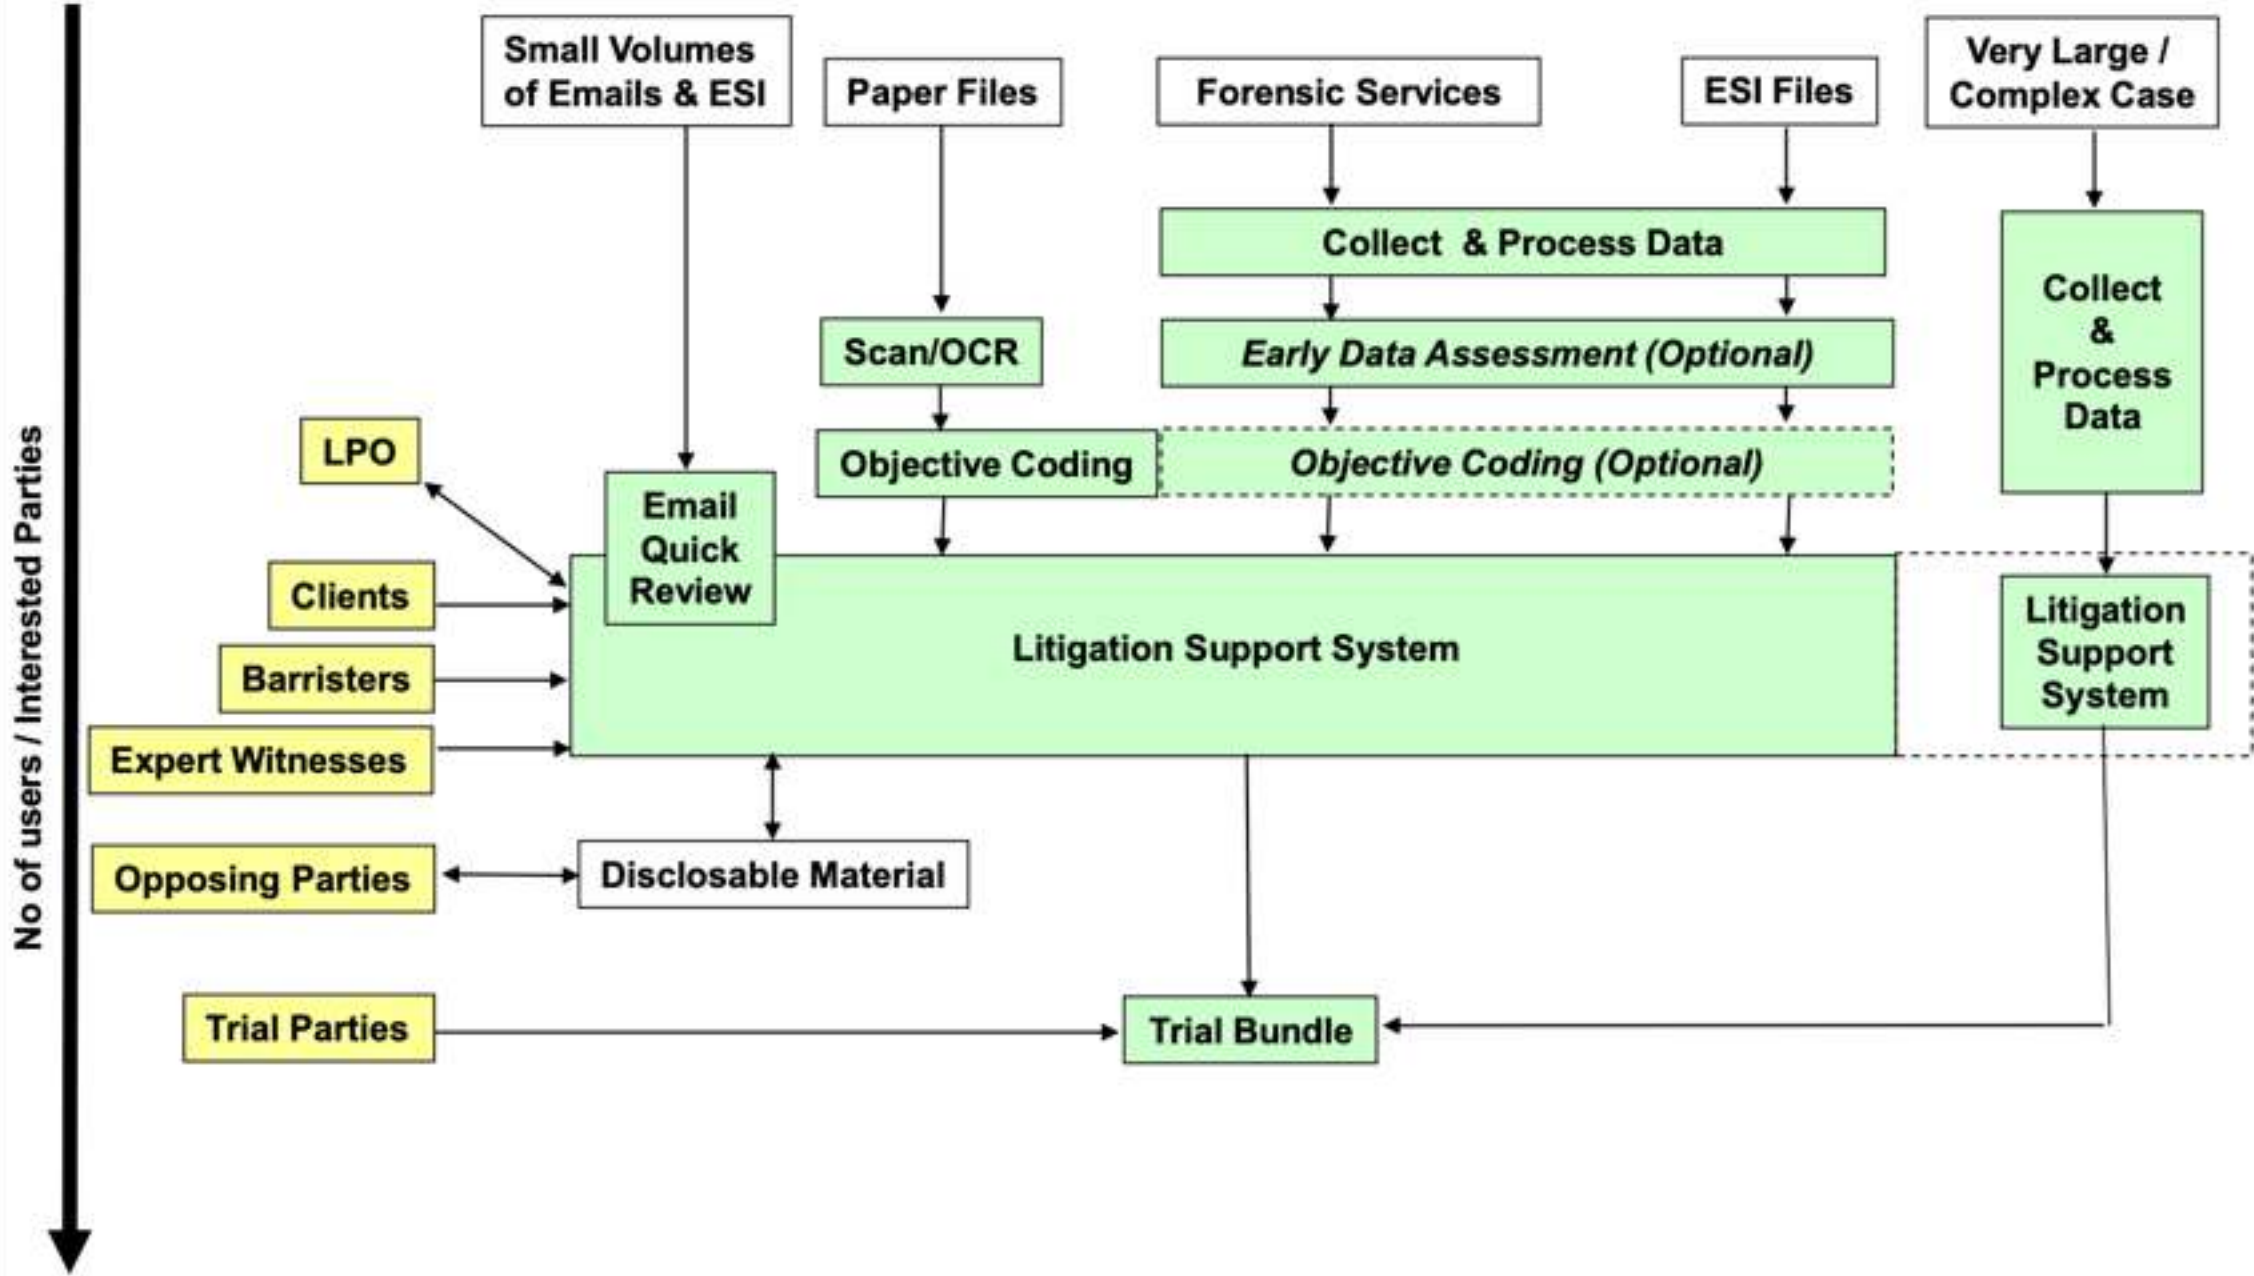 Small Volumes
of Emails & ESI
Paper Files
Forensic Services
ESI Files
Very Large /
Complex Case
Collect & Process Data
Collect
&
Process
Data
Scan/OCR
Early Data Assessment (Optional)
LPO
Objective Coding
Objective Coding (Optional)
Email
Quick
Review
Clients
Litigation Support System
Litigation
Support
System
Barristers
Expert Witnesses
Opposing Parties
Disclosable Material
Trial Parties
Trial Bundle
No of users / Interested Parties